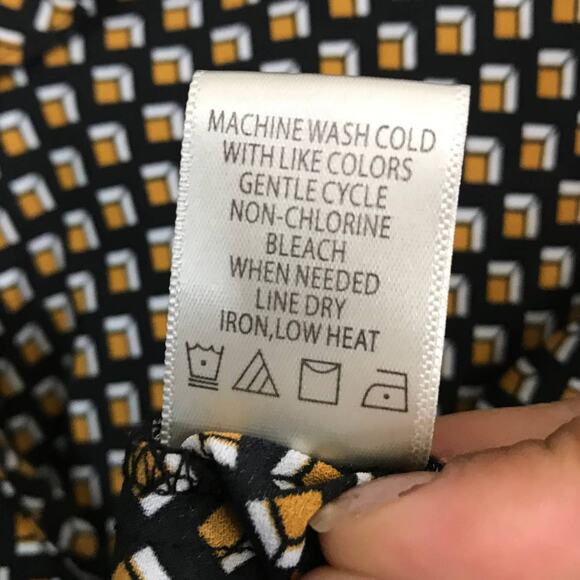 MACHINE WASH COLD
WITH LIKE COLORS
GENTLE CYCLE
NON-CHLORINE
BLEACH
WHEN NEEDED
LINE DRY
IRON,LOW HEAT